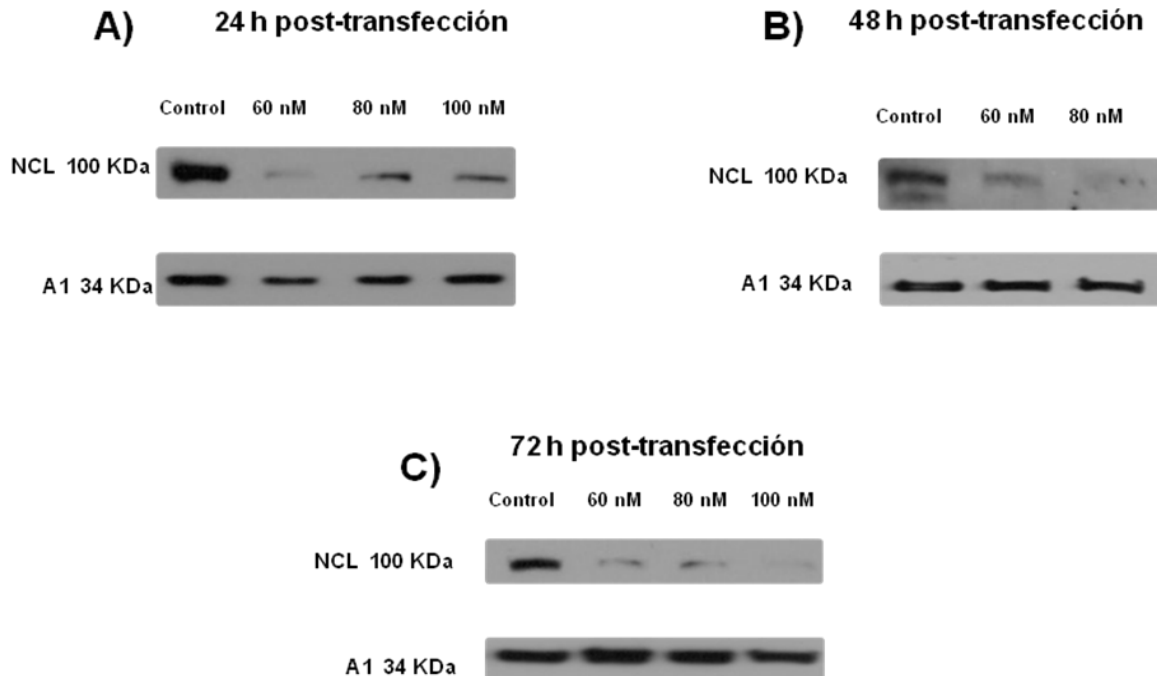 A) 24 h post-transfección
Control 60 nM 80 nM 100 nM
NCL 100 KDa
A1 34 KDa
B) 48 h post-transfección
Control 60 nM 80 nM
NCL 100 KDa
A1 34 KDa
C) 72 h post-transfección
Control 60 nM 80 nM 100 nM
NCL 100 KDa
A1 34 KDa